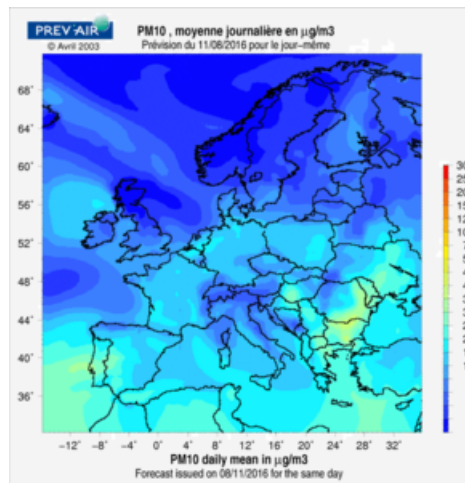 PREV'AIR
© Avril 2003
PM10 , moyenne journalière en µg/m3
Prévision du 11/08/2016 pour le jour-même
68°
64°
60°
56°
52°
48°
44°
40°
36°
−12° −8° −4° 0° 4° 8° 12° 16° 20° 24° 28° 32°
PM10 daily mean in µg/m3
Forecast issued on 08/11/2016 for the same day